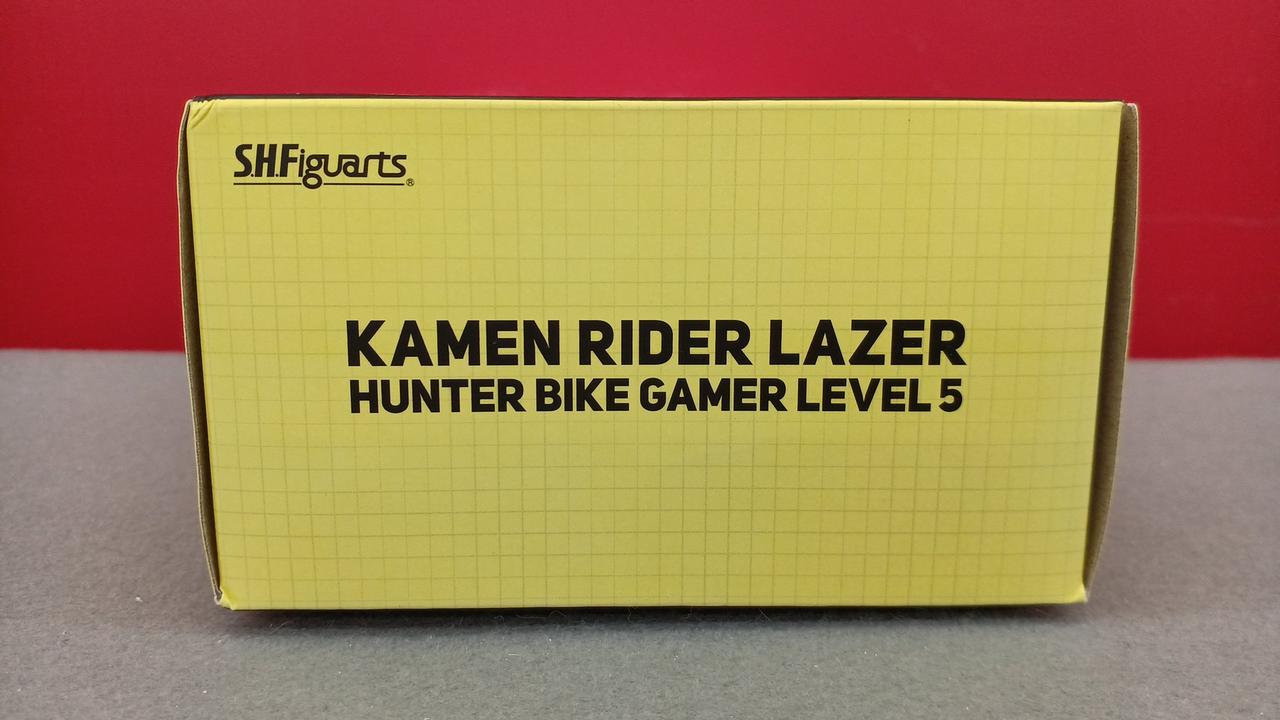 S.H.Figuarts®
KAMEN RIDER LAZER
HUNTER BIKE GAMER LEVEL 5